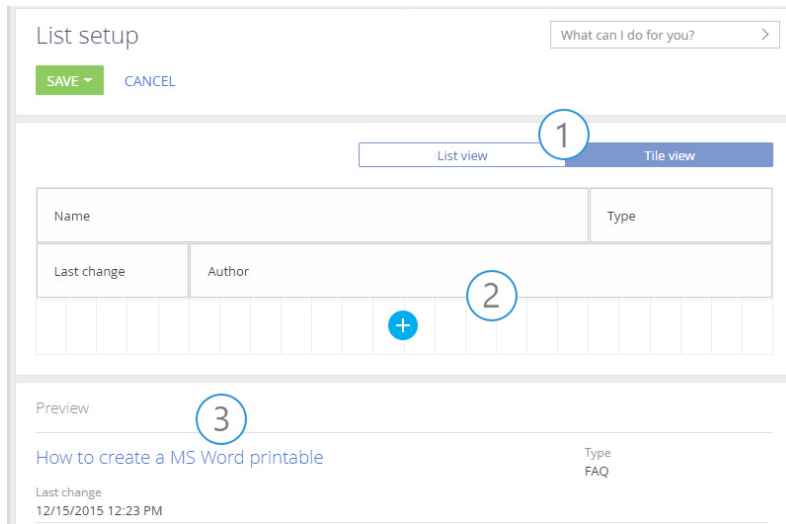 List setup
What can I do for you?
SAVE CANCEL
1
List view Tile view
Name Type
Last change Author
2
Preview
3
How to create a MS Word printable
Type
FAQ
Last change
12/15/2015 12:23 PM